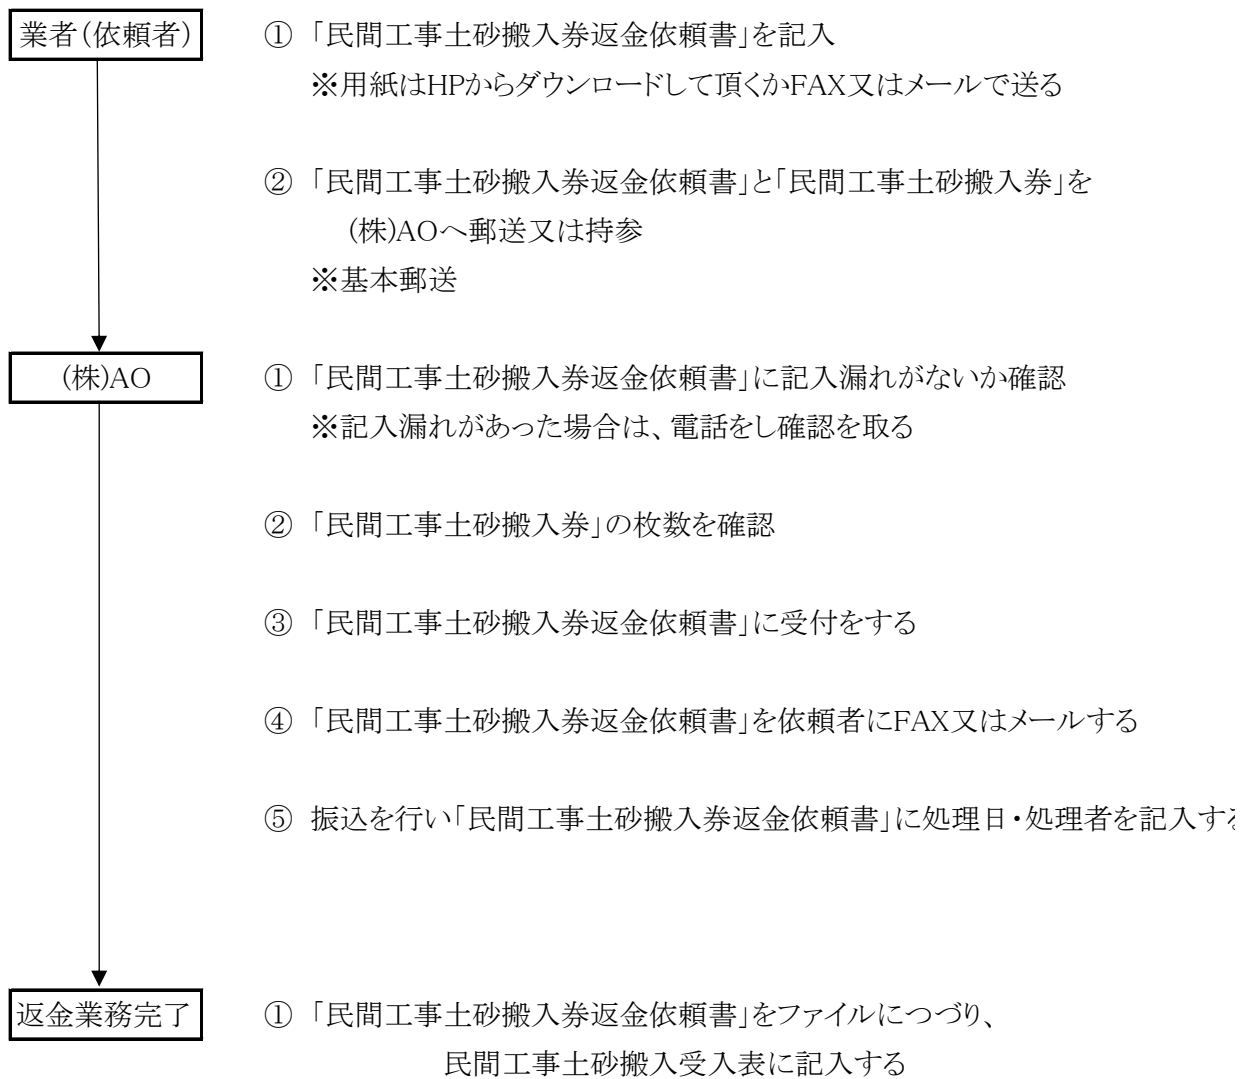 業者(依頼者)
① 「民間工事土砂搬入券返金依頼書」を記入
※用紙はHPからダウンロードして頂くかFAX又はメールで送る
② 「民間工事土砂搬入券返金依頼書」と「民間工事土砂搬入券」を
(株)AOへ郵送又は持参
※基本郵送
(株)AO
① 「民間工事土砂搬入券返金依頼書」に記入漏れがないか確認
※記入漏れがあった場合は、電話をし確認を取る
② 「民間工事土砂搬入券」の枚数を確認
③ 「民間工事土砂搬入券返金依頼書」に受付をする
④ 「民間工事土砂搬入券返金依頼書」を依頼者にFAX又はメールする
⑤ 振込を行い「民間工事土砂搬入券返金依頼書」に処理日・処理者を記入する
返金業務完了
① 「民間工事土砂搬入券返金依頼書」をファイルにつづり、
民間工事土砂搬入受入表に記入する